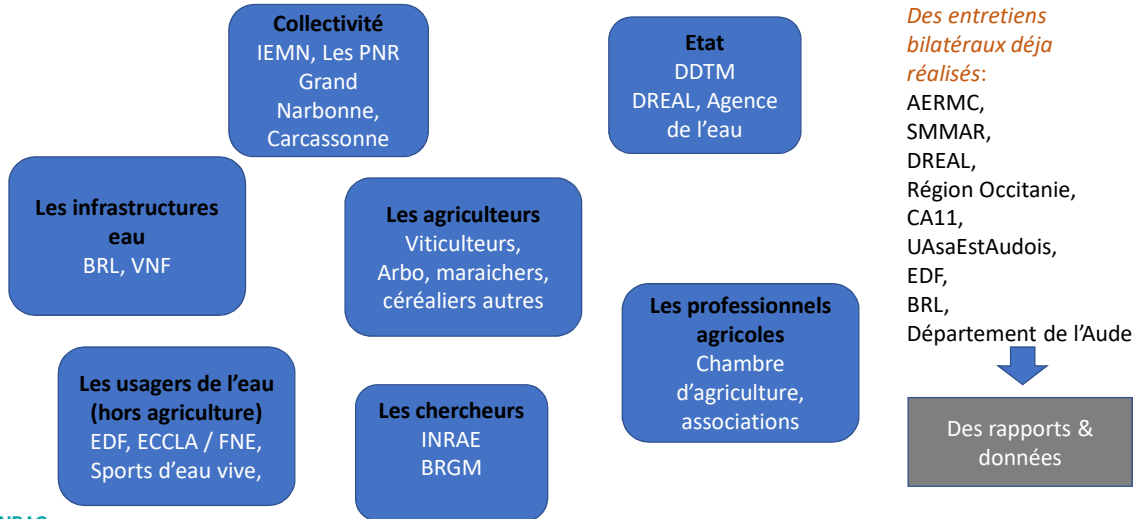 Collectivité
IEMN, Les PNR
Grand
Narbonne,
Carcassonne
Etat
DDTM
DREAL, Agence
de l’eau
Les infrastructures
eau
BRL, VNF
Les agriculteurs
Viticulteurs,
Arbo, maraichers,
céréaliers autres
Les professionnels
agricoles
Chambre
d’agriculture,
associations
Les usagers de l’eau
(hors agriculture)
EDF, ECCLA / FNE,
Sports d’eau vive,
Les chercheurs
INRAE
BRGM
Des entretiens
bilatéraux déja
réalisés:
AERMC,
SMMAR,
DREAL,
Région Occitanie,
CA11,
UAsaEstAudois,
EDF,
BRL,
Département de l’Aude
Des rapports &
données